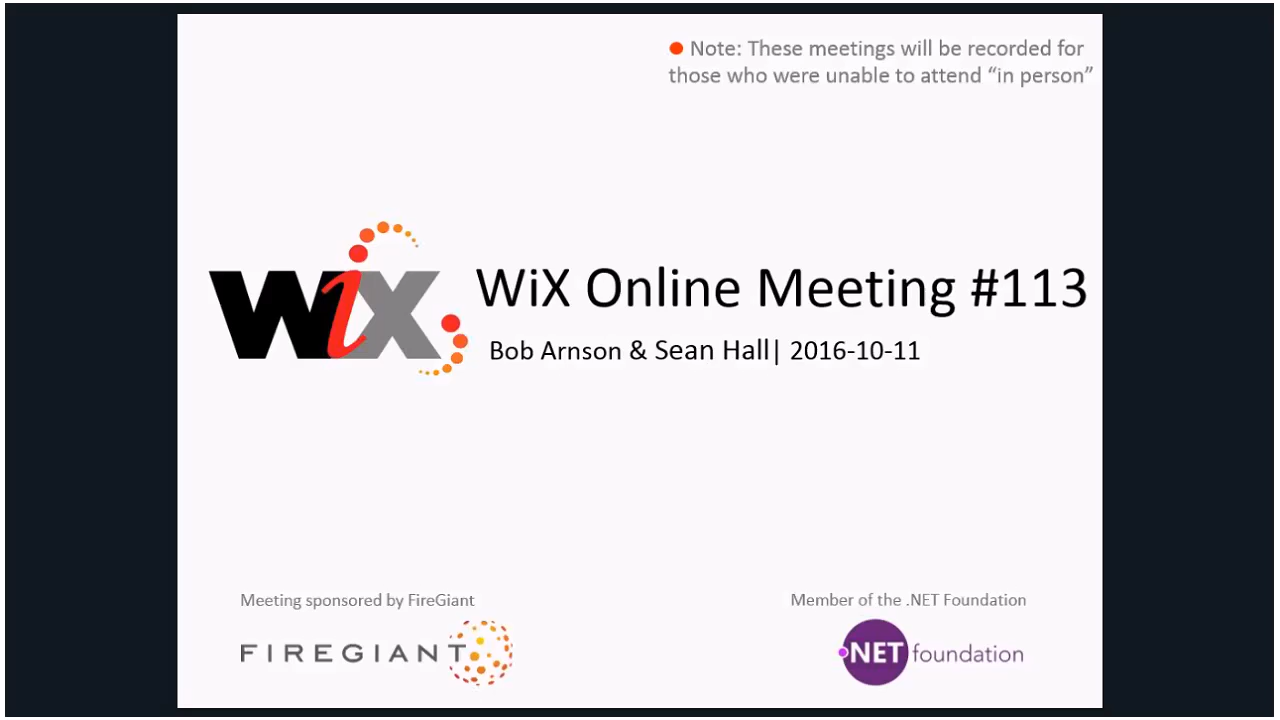 Note: These meetings will be recorded for
those who were unable to attend “in person”
WiX
WiX Online Meeting #113
Bob Arnson & Sean Hall| 2016-10-11
Meeting sponsored by FireGiant
Member of the .NET Foundation
FIREGIANT
.NET foundation